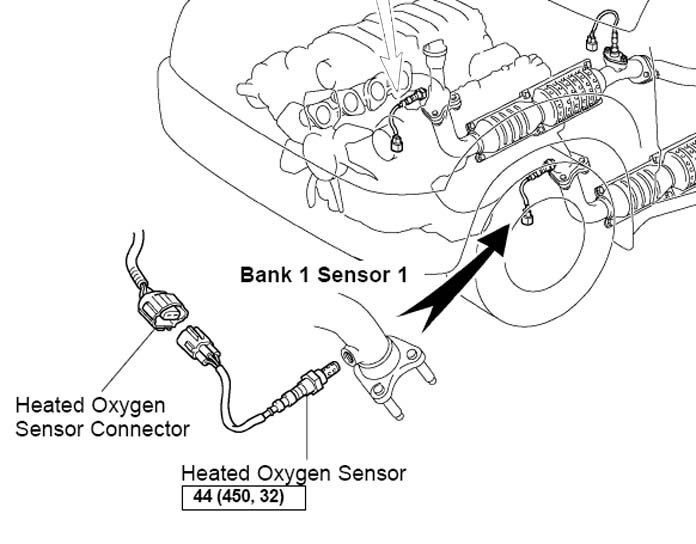 Bank 1 Sensor 1
Heated Oxygen
Sensor Connector
Heated Oxygen Sensor
44 (450, 32)